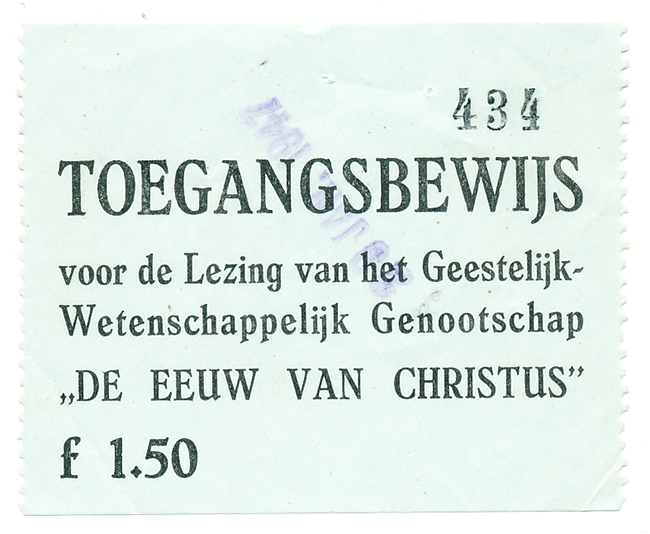 434
TOEGANGSBEWIJS
voor de Lezing van het Geestelijk-
Wetenschappelijk Genootschap
„DE EEUW VAN CHRISTUS”
f 1.50